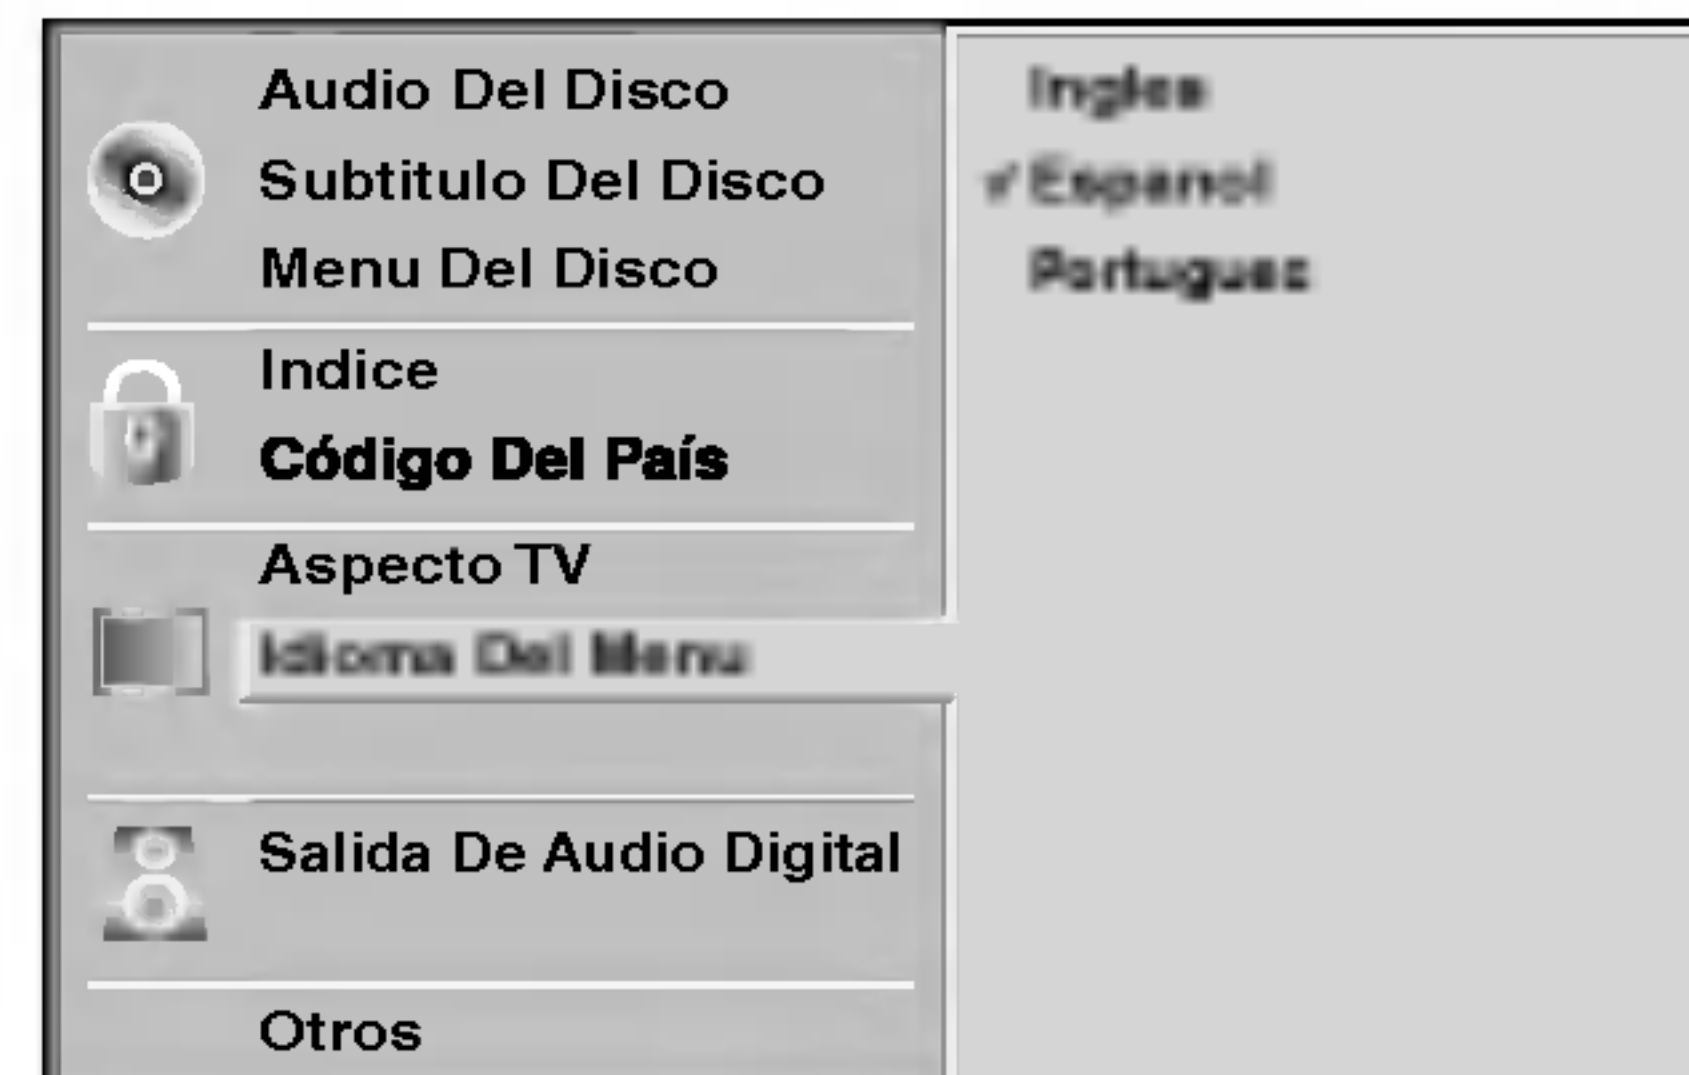 Audio Del Disco
Subtitulo Del Disco
Menu Del Disco
Indice
Código Del País
Aspecto TV
Idioma Del Menu
Salida De Audio Digital
Otros
Ingles
✓ Espanol
Portugues